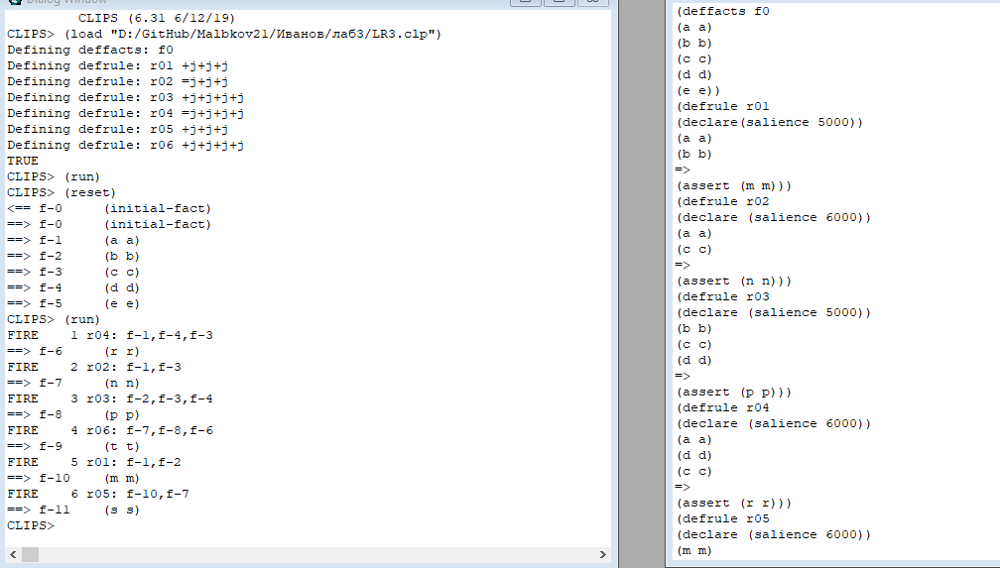 Dialog Window
CLIPS (6.31 6/12/19)
CLIPS> (load "D:/GitHub/Malbkov21/Иванов/лаб3/LR3.clp")
Defining deffacts: f0
Defining defrule: r01 +j+j+j
Defining defrule: r02 =j+j+j
Defining defrule: r03 +j+j+j+j
Defining defrule: r04 =j+j+j+j
Defining defrule: r05 +j+j+j
Defining defrule: r06 +j+j+j+j
TRUE
CLIPS> (run)
CLIPS> (reset)
<== f-0     (initial-fact)
==> f-0     (initial-fact)
==> f-1     (a a)
==> f-2     (b b)
==> f-3     (c c)
==> f-4     (d d)
==> f-5     (e e)
CLIPS> (run)
FIRE    1 r04: f-1,f-4,f-3
==> f-6     (r r)
FIRE    2 r02: f-1,f-3
==> f-7     (n n)
FIRE    3 r03: f-2,f-3,f-4
==> f-8     (p p)
FIRE    4 r06: f-7,f-8,f-6
==> f-9     (t t)
FIRE    5 r01: f-1,f-2
==> f-10    (m m)
FIRE    6 r05: f-10,f-7
==> f-11    (s s)
CLIPS>
(deffacts f0
(a a)
(b b)
(c c)
(d d)
(e e))
(defrule r01
(declare(salience 5000))
(a a)
(b b)
=>
(assert (m m)))
(defrule r02
(declare (salience 6000))
(a a)
(c c)
=>
(assert (n n)))
(defrule r03
(declare (salience 5000))
(b b)
(c c)
(d d)
=>
(assert (p p)))
(defrule r04
(declare (salience 6000))
(a a)
(d d)
(c c)
=>
(assert (r r)))
(defrule r05
(declare (salience 6000))
(m m)